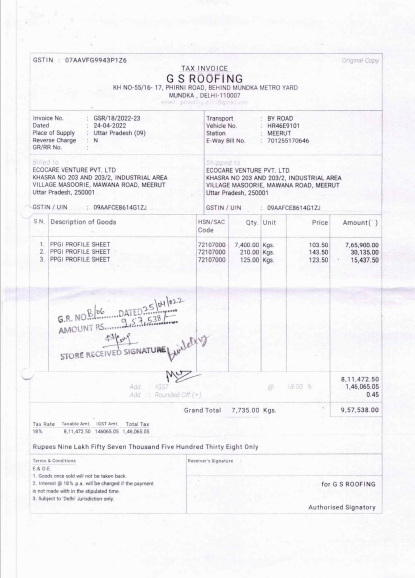 GSTIN : 07AAVFG9943P1Z6
Original Copy
TAX INVOICE
G S ROOFING
KH NO-55/16- 17, PHIRNI ROAD, BEHIND MUNDKA METRO YARD
MUNDKA , DELHI-110007
Invoice No. : GSR/18/2022-23
Dated : 24-04-2022
Place of Supply : Uttar Pradesh (09)
Reverse Charge : N
GR/RR No. :
Transport : BY ROAD
Vehicle No. : HR46E9101
Station : MEERUT
E-Way Bill No. : 701255170646
Billed to
ECOCARE VENTURE PVT. LTD
KHASRA NO 203 AND 203/2, INDUSTRIAL AREA
VILLAGE MASOORIE, MAWANA ROAD, MEERUT
Uttar Pradesh, 250001
GSTIN / UIN : 09AAFCE8614G1ZJ
Shipped to
ECOCARE VENTURE PVT. LTD
KHASRA NO 203 AND 203/2, INDUSTRIAL AREA
VILLAGE MASOORIE, MAWANA ROAD, MEERUT
Uttar Pradesh, 250001
GSTIN / UIN : 09AAFCE8614G1ZJ
S.N. Description of Goods HSN/SAC Code Qty. Unit Price Amount( )
1. PPGI PROFILE SHEET 72107000 7,400.00 Kgs. 103.50 7,65,900.00
2. PPGI PROFILE SHEET 72107000 210.00 Kgs. 143.50 30,135.00
3. PPGI PROFILE SHEET 72107000 125.00 Kgs. 123.50 15,437.50
G.R. NO. B/06 DATED 25/04/022
AMOUNT RS. 9,57,538/-
STORE RECEIVED SIGNATURE
8,11,472.50
Add : IGST @ 18.00 % 1,46,065.05
Add : Rounded Off (+) 0.45
Grand Total 7,735.00 Kgs. 9,57,538.00
Tax Rate Taxable Amt. IGST Amt. Total Tax
18% 8,11,472.50 146065.05 1,46,065.05
Rupees Nine Lakh Fifty Seven Thousand Five Hundred Thirty Eight Only
Terms & Conditions
E & O.E.
1. Goods once sold will not be taken back.
2. Interest @ 18% p.a. will be charged if the payment
is not made with in the stipulated time.
3. Subject to 'Delhi' Jurisdiction only.
Receiver's Signature :
for G S ROOFING
Authorised Signatory